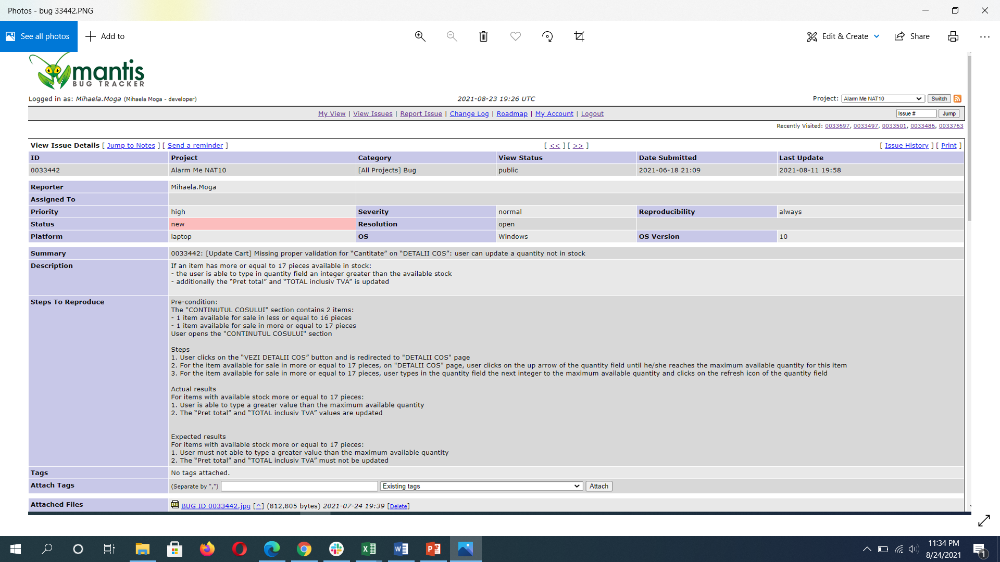 Photos - bug 33442.PNG
See all photos
Add to
Edit & Create
Share
mantis
BUG TRACKER
Logged in as: Mihaela.Moga (Mihaela Moga - developer)
2021-08-23 19:26 UTC
Project: Alarm Me NAT10 Switch
My View | View Issues | Report Issue | Change Log | Roadmap | My Account | Logout
Issue # Jump
Recently Visited: 0033697, 0033497, 0033501, 0033486, 0033763
View Issue Details [ Jump to Notes ] [ Send a reminder ] [ << ] [ >> ] [ Issue History ] [ Print ]
ID Project Category View Status Date Submitted Last Update
0033442 Alarm Me NAT10 [All Projects] Bug public 2021-06-18 21:09 2021-08-11 19:58
Reporter Mihaela.Moga
Assigned To
Priority high Severity normal Reproducibility always
Status new Resolution open
Platform laptop OS Windows OS Version 10
Summary 0033442: [Update Cart] Missing proper validation for “Cantitate” on “DETALII COS”: user can update a quantity not in stock
Description If an item has more or equal to 17 pieces available in stock:
- the user is able to type in quantity field an integer greater than the available stock
- additionally the “Pret total” and “TOTAL inclusiv TVA” is updated
Steps To Reproduce Pre-condition:
The "CONTINUTUL COSULUI" section contains 2 items:
- 1 item available for sale in less or equal to 16 pieces
- 1 item available for sale in more or equal to 17 pieces
User opens the "CONTINUTUL COSULUI" section
Steps
1. User clicks on the “VEZI DETALII COS” button and is redirected to "DETALII COS" page
2. For the item available for sale in more or equal to 17 pieces, on "DETALII COS" page, user clicks on the up arrow of the quantity field until he/she reaches the maximum available quantity for this item
3. For the item available for sale in more or equal to 17 pieces, user types in the quantity field the next integer to the maximum available quantity and clicks on the refresh icon of the quantity field
Actual results
For items with available stock more or equal to 17 pieces:
1. User is able to type a greater value than the maximum available quantity
2. The “Pret total” and “TOTAL inclusiv TVA” values are updated
Expected results
For items with available stock more or equal to 17 pieces:
1. User must not able to type a greater value than the maximum available quantity
2. The “Pret total” and “TOTAL inclusiv TVA” must not be updated
Tags No tags attached.
Attach Tags (Separate by ",") Existing tags Attach
Attached Files BUG ID 0033442.jpg [^] (812,805 bytes) 2021-07-24 19:39 [Delete]
11:34 PM
8/24/2021
1